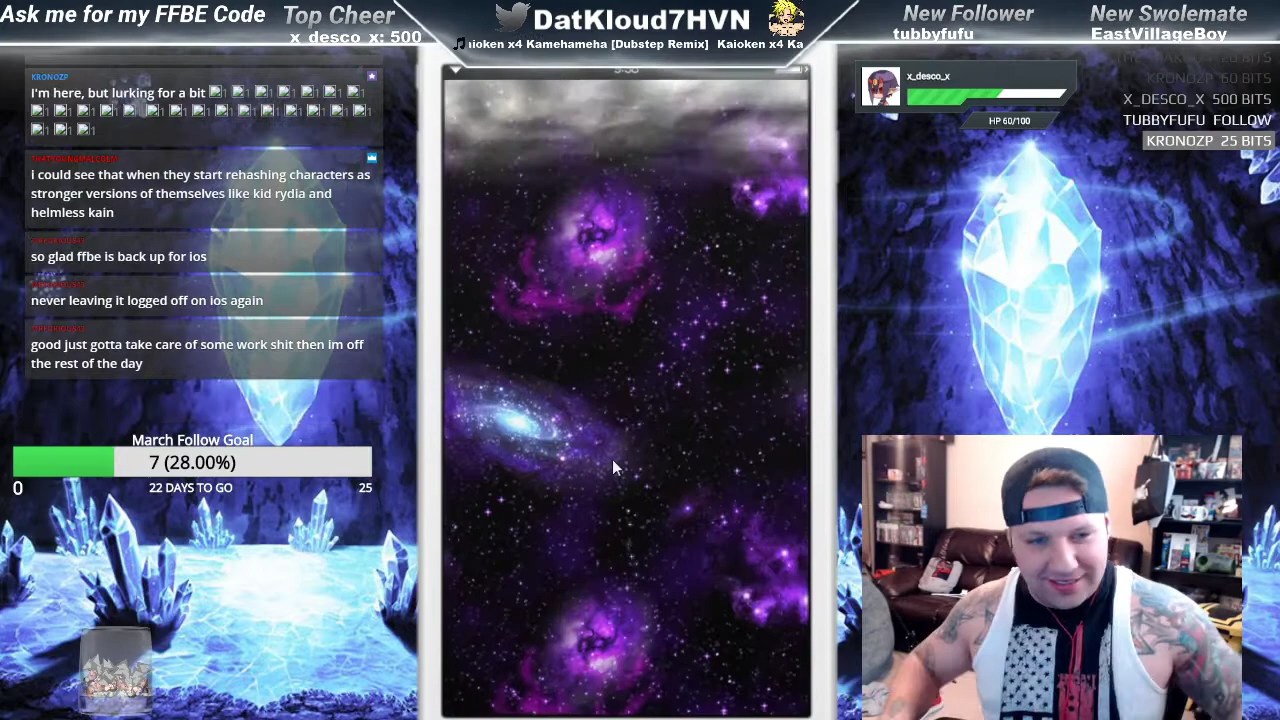 Ask me for my FFBE Code
Top Cheer
x_desco_x: 500
DatKloud7HVN
ioken x4 Kamehameha [Dubstep Remix] Kaioken x4 Ka
New Follower
tubbyfufu
New Swolemate
EastVillageBoy
KRONOZP
I'm here, but lurking for a bit
i could see that when they start rehashing characters as
stronger versions of themselves like kid rydia and
helmless kain
so glad ffbe is back up for ios
never leaving it logged off on ios again
good just gotta take care of some work shit then im off
the rest of the day
March Follow Goal
7 (28.00%)
0
22 DAYS TO GO
25
x_desco_x
HP 60/100
KRONOZP 60 BITS
X_DESCO_X 500 BITS
TUBBYFUFU FOLLOW
KRONOZP 25 BITS